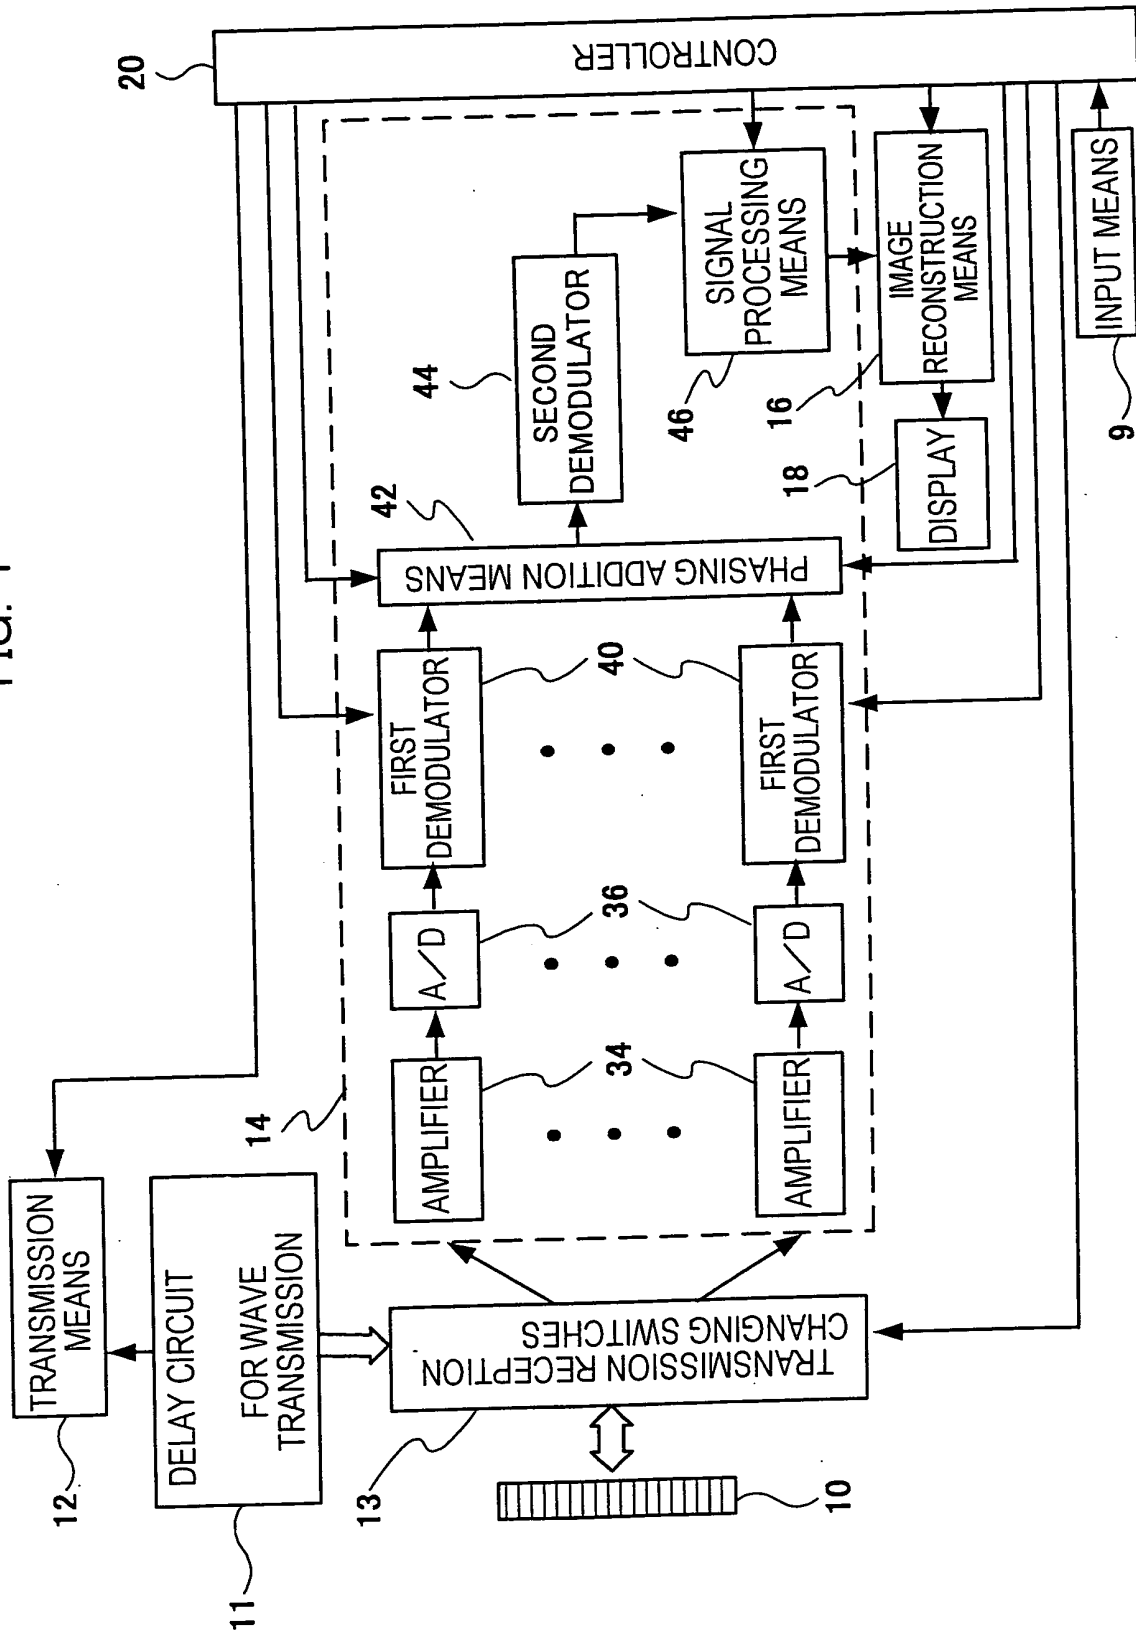 FIG. 1
20
CONTROLLER
TRANSMISSION
MEANS
12
DELAY CIRCUIT
FOR WAVE
TRANSMISSION
11
TRANSMISSION RECEPTION
CHANGING SWITCHES
13
10
14
AMPLIFIER
34
AMPLIFIER
A/D
36
A/D
FIRST
DEMODULATOR
40
FIRST
DEMODULATOR
PHASING ADDITION MEANS
42
SECOND
DEMODULATOR
44
SIGNAL
PROCESSING
MEANS
46
IMAGE
RECONSTRUCTION
MEANS
16
DISPLAY
18
INPUT MEANS
9